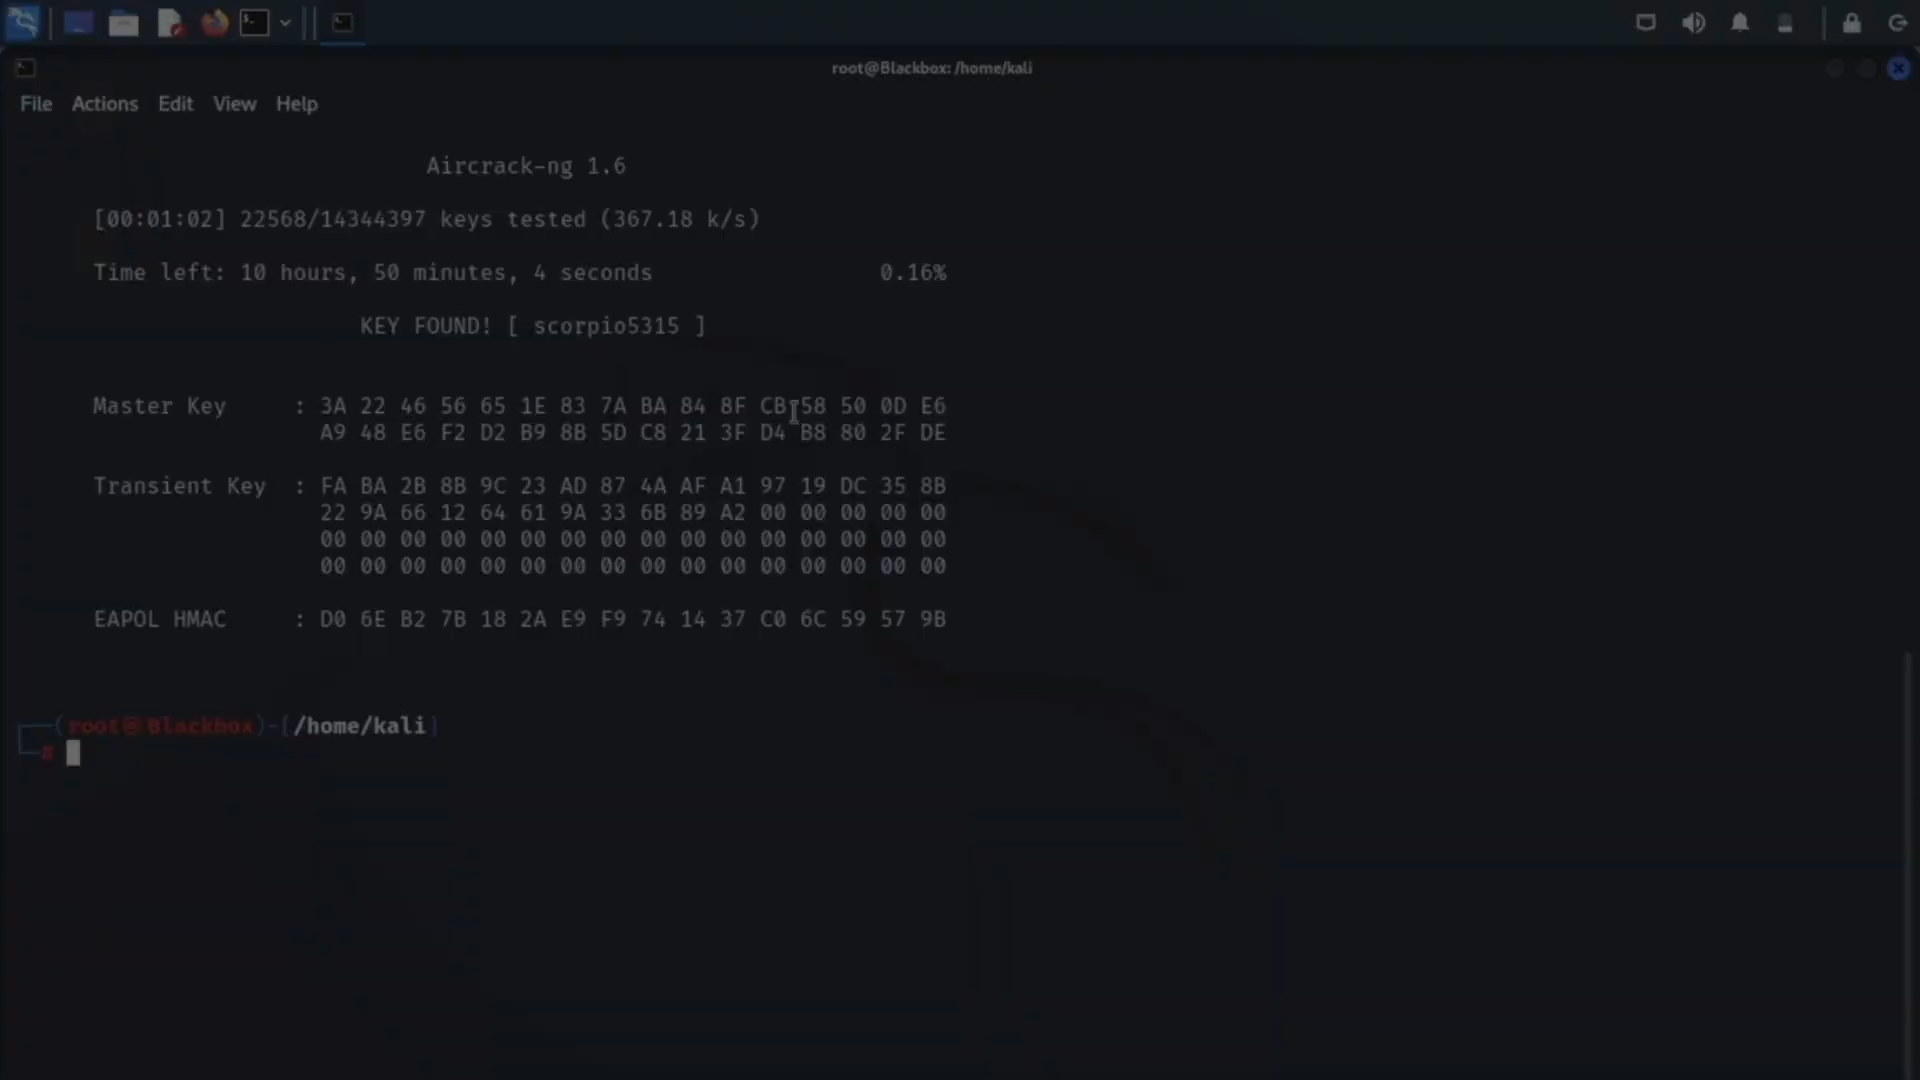 root@Blackbox: /home/kali
File Actions Edit View Help
Aircrack-ng 1.6
[00:01:02] 22568/14344397 keys tested (367.18 k/s)
Time left: 10 hours, 50 minutes, 4 seconds 0.16%
KEY FOUND! [ scorpio5315 ]
Master Key : 3A 22 46 56 65 1E 83 7A BA 84 8F CB 58 50 0D E6
A9 48 E6 F2 D2 B9 8B 5D C8 21 3F D4 B8 80 2F DE
Transient Key : FA BA 2B 8B 9C 23 AD 87 4A AF A1 97 19 DC 35 8B
22 9A 66 12 64 61 9A 33 6B 89 A2 00 00 00 00 00
00 00 00 00 00 00 00 00 00 00 00 00 00 00 00 00
00 00 00 00 00 00 00 00 00 00 00 00 00 00 00 00
EAPOL HMAC : D0 6E B2 7B 18 2A E9 F9 74 14 37 C0 6C 59 57 9B
(root㉿Blackbox)-[/home/kali]
#